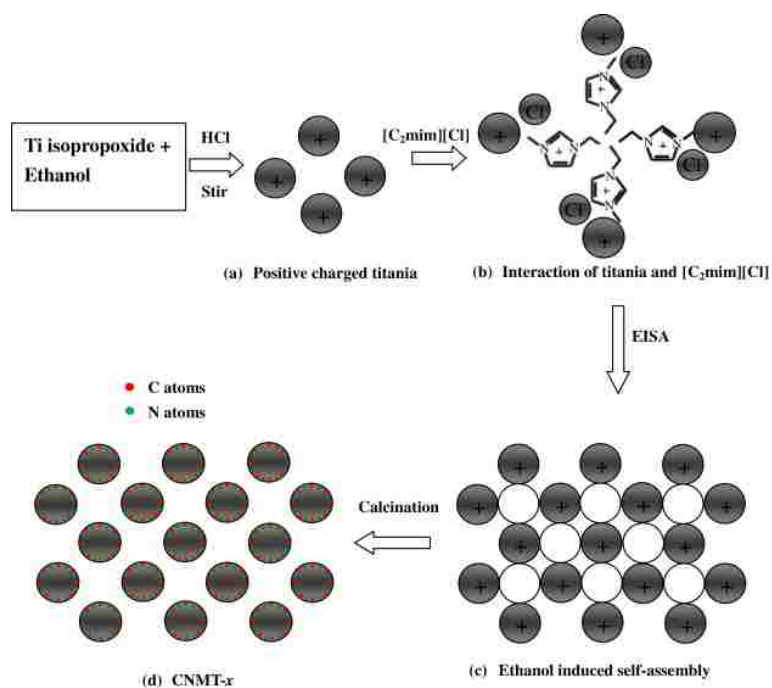 Ti isopropoxide +
Ethanol
HCl
Stir
+
+
+
+
(a) Positive charged titania
[C₂mim][Cl]
+
Cl
N
+
N
Cl
+
N
+
N
N
+
N
+
Cl
N
+
N
Cl
+
(b) Interaction of titania and [C₂mim][Cl]
EISA
+ + +
+ + + +
+ + +
+ + + +
+ + +
(c) Ethanol induced self-assembly
Calcination
C atoms
N atoms
(d) CNMT-x